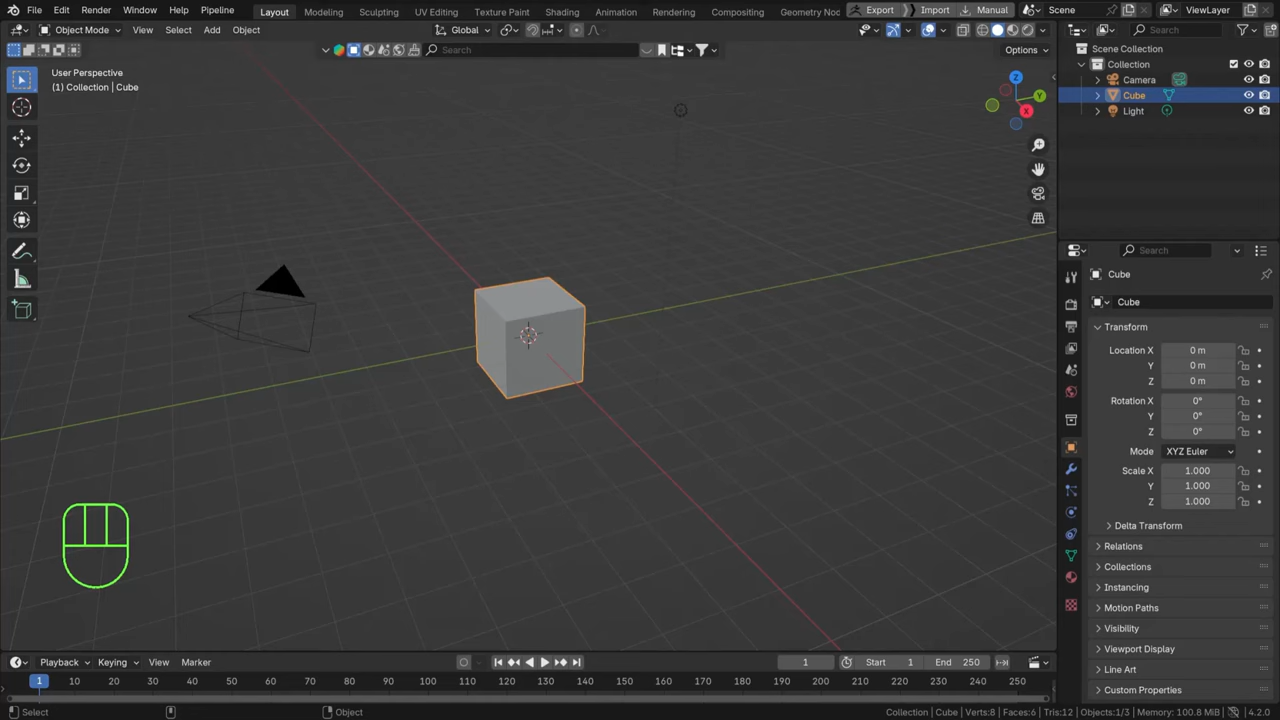 File Edit Render Window Help Pipeline Layout Modeling Sculpting UV Editing Texture Paint Shading Animation Rendering Compositing Geometry No Export Import Manual Scene ViewLayer
Object Mode View Select Add Object Global Search
Search Options
User Perspective
(1) Collection | Cube
Z
Y
X
Scene Collection
Collection
Camera
Cube
Light
Search
Cube
Cube
Transform
Location X 0 m
Y 0 m
Z 0 m
Rotation X 0°
Y 0°
Z 0°
Mode XYZ Euler
Scale X 1.000
Y 1.000
Z 1.000
Delta Transform
Relations
Collections
Instancing
Motion Paths
Visibility
Viewport Display
Line Art
Custom Properties
Playback Keying View Marker 1 Start 1 End 250
1 10 20 30 40 50 60 70 80 90 100 110 120 130 140 150 160 170 180 190 200 210 220 230 240 250
Select Object Collection | Cube | Verts:8 | Faces:6 | Tris:12 | Objects:1/3 | Memory: 100.8 MiB 4.2.0